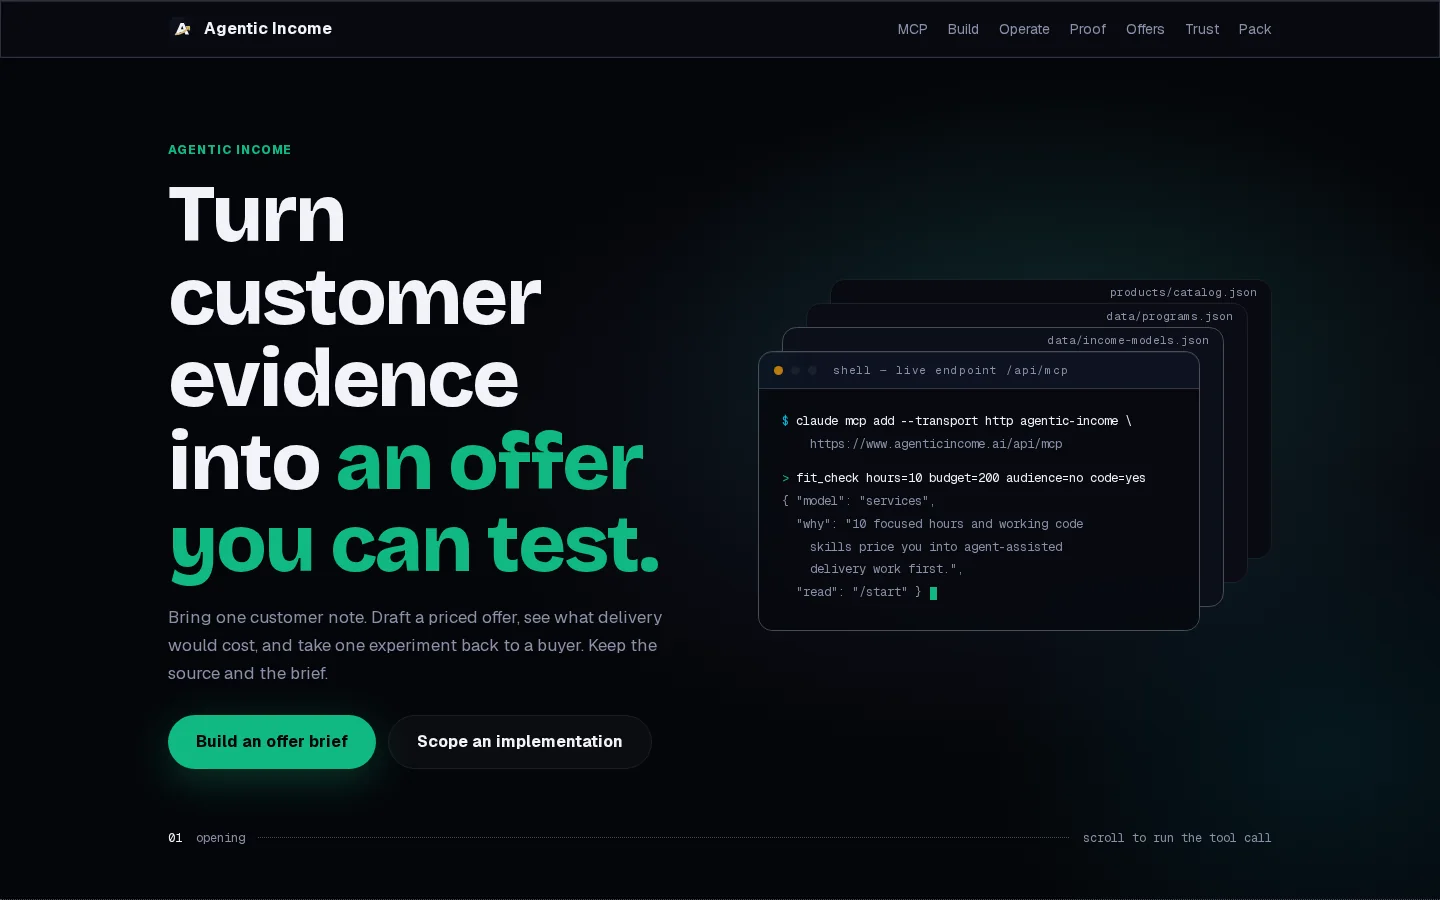 Agentic Income
MCP Build Operate Proof Offers Trust Pack
AGENTIC INCOME
Turn
customer
evidence
into an offer
you can test.
Bring one customer note. Draft a priced offer, see what delivery
would cost, and take one experiment back to a buyer. Keep the
source and the brief.
Build an offer brief
Scope an implementation
products/catalog.json
data/programs.json
data/income-models.json
shell — live endpoint /api/mcp
$ claude mcp add --transport http agentic-income \
https://www.agenticincome.ai/api/mcp
> fit_check hours=10 budget=200 audience=no code=yes
{ "model": "services",
"why": "10 focused hours and working code
skills price you into agent-assisted
delivery work first.",
"read": "/start" }
01 opening
scroll to run the tool call